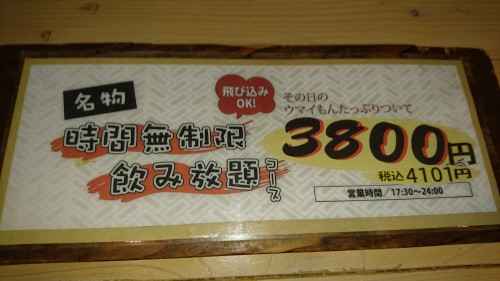 名物
飛び込み
OK!
時間無制限
飲み放題コース
その日の
ウマイもんたっぷりついて
3800円
税込4101円
営業時間/17:30～24:00